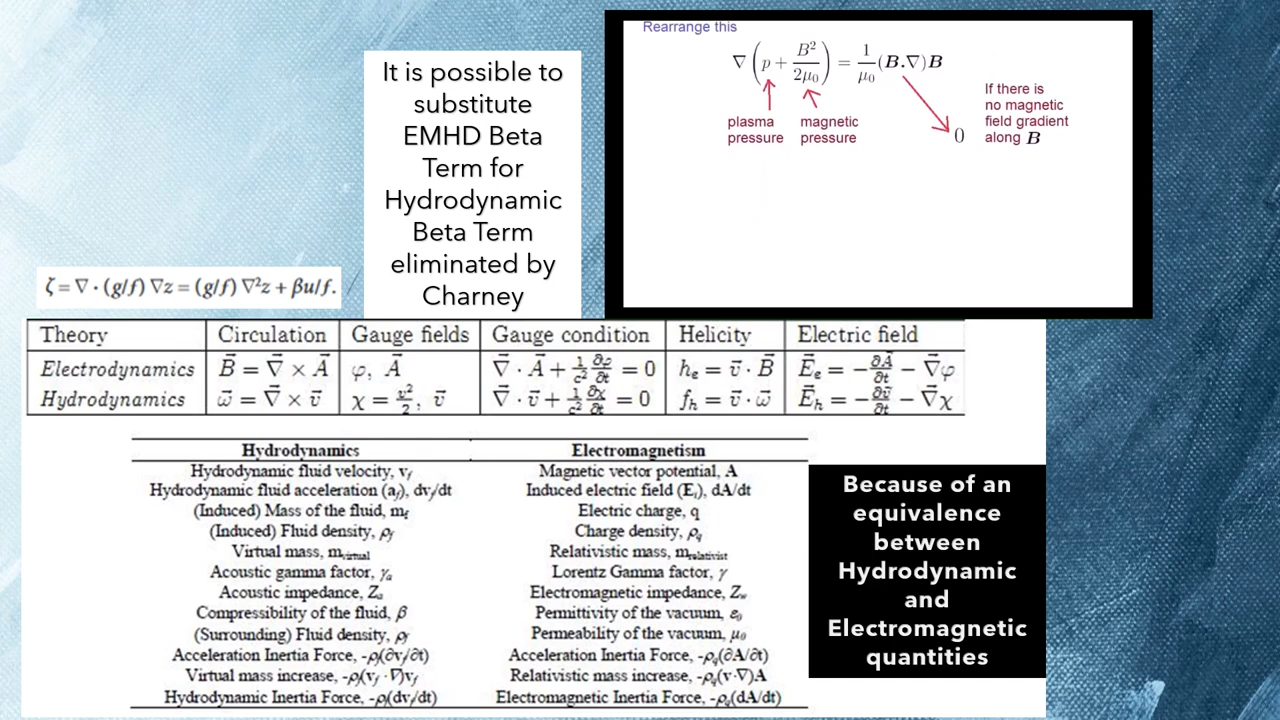 Rearrange this
∇(p + B²/2μ₀) = 1/μ₀ (B.∇)B
plasma pressure
magnetic pressure
0
If there is
no magnetic
field gradient
along B
It is possible to
substitute
EMHD Beta
Term for
Hydrodynamic
Beta Term
eliminated by
Charney
ζ = ∇ · (g/f) ∇z = (g/f) ∇²z + βu/f.
Theory Circulation Gauge fields Gauge condition Helicity Electric field
Electrodynamics B⃗ = ∇⃗ × A⃗ φ, A⃗ ∇⃗ · A⃗ + 1/c² ∂φ/∂t = 0 hₑ = v⃗ · B⃗ E⃗ₑ = −∂A⃗/∂t − ∇⃗φ
Hydrodynamics ω⃗ = ∇⃗ × v⃗ χ = v²/2, v⃗ ∇⃗ · v⃗ + 1/c² ∂χ/∂t = 0 fₕ = v⃗ · ω⃗ E⃗ₕ = −∂v⃗/∂t − ∇⃗χ
Hydrodynamics Electromagnetism
Hydrodynamic fluid velocity, v_f Magnetic vector potential, A
Hydrodynamic fluid acceleration (a_f), dv_f/dt Induced electric field (E_i), dA/dt
(Induced) Mass of the fluid, m_f Electric charge, q
(Induced) Fluid density, ρ_f Charge density, ρ_q
Virtual mass, m_virtual Relativistic mass, m_relativist
Acoustic gamma factor, γ_a Lorentz Gamma factor, γ
Acoustic impedance, Z_a Electromagnetic impedance, Z_w
Compressibility of the fluid, β Permittivity of the vacuum, ε₀
(Surrounding) Fluid density, ρ_f Permeability of the vacuum, μ₀
Acceleration Inertia Force, -ρ_f(∂v_f/∂t) Acceleration Inertia Force, -ρ_q(∂A/∂t)
Virtual mass increase, -ρ_f(v_f ·∇)v_f Relativistic mass increase, -ρ_q(v·∇)A
Hydrodynamic Inertia Force, -ρ_f(dv_f/dt) Electromagnetic Inertia Force, -ρ_q(dA/dt)
Because of an
equivalence
between
Hydrodynamic
and
Electromagnetic
quantities